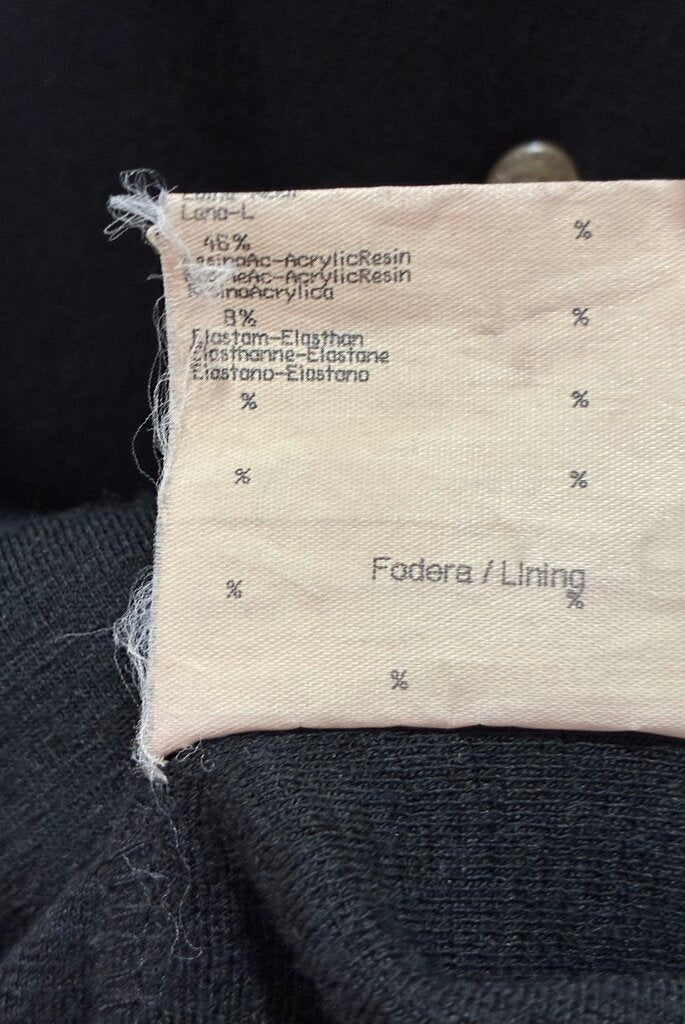 Lana-L
%
46%
ResinaAc-AcrylicResin
ResineAc-AcrylicResin
ResinaAcrylica
8%
%
Elastam-Elasthan
Elasthanne-Elastane
Elastano-Elastano
%
%
%
%
Fodera / Lining
%
%
%